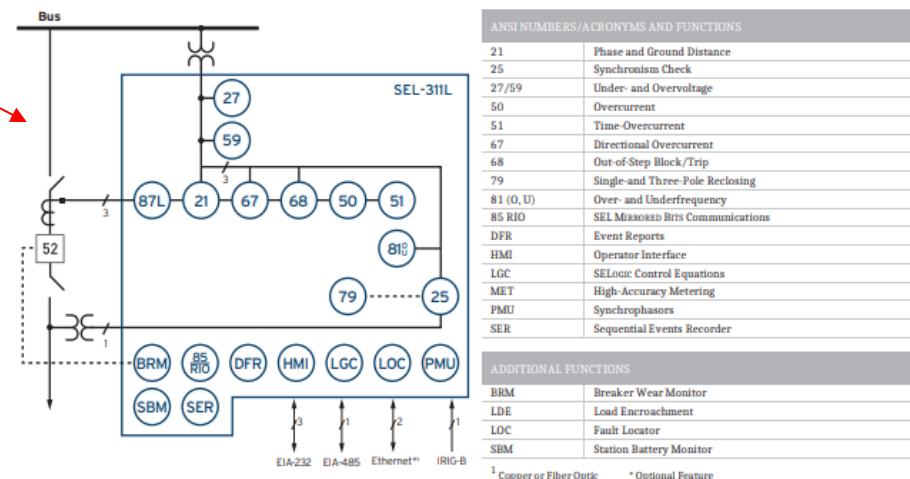 Bus
SEL-311L
27
59
3
87L
21
67
68
50
51
3
52
81 O U
79
25
1
BRM
85 RIO
DFR
HMI
LGC
LOC
PMU
SBM
SER
3
1
2
1
EIA-232
EIA-485
Ethernet*1
IRIG-B
ANSI NUMBERS/ACRONYMS AND FUNCTIONS
21 Phase and Ground Distance
25 Synchronism Check
27/59 Under- and Overvoltage
50 Overcurrent
51 Time-Overcurrent
67 Directional Overcurrent
68 Out-of-Step Block/Trip
79 Single-and Three-Pole Reclosing
81 (O, U) Over- and Underfrequency
85 RIO SEL MIRRORED BITS Communications
DFR Event Reports
HMI Operator Interface
LGC SELOGIC Control Equations
MET High-Accuracy Metering
PMU Synchrophasors
SER Sequential Events Recorder
ADDITIONAL FUNCTIONS
BRM Breaker Wear Monitor
LDE Load Encroachment
LOC Fault Locator
SBM Station Battery Monitor
1 Copper or Fiber Optic * Optional Feature